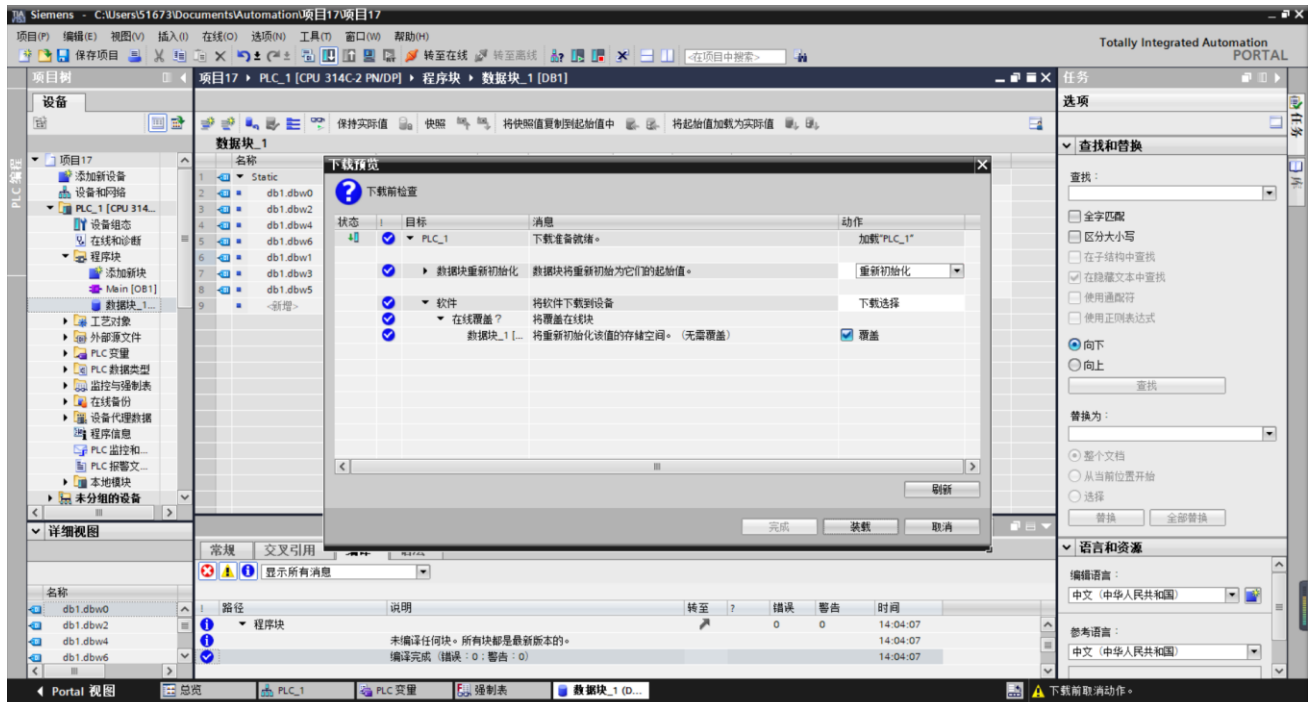 Siemens - C:\Users\51673\Documents\Automation\项目17\项目17
项目(P) 编辑(E) 视图(V) 插入(I) 在线(O) 选项(N) 工具(T) 窗口(W) 帮助(H)
Totally Integrated Automation
PORTAL
保存项目 转至在线 转至离线 <在项目中搜索>
项目树
项目17 PLC_1 [CPU 314C-2 PN/DP] 程序块 数据块_1 [DB1]
任务
设备
选项
保持实际值 快照 将快照值复制到起始值中 将起始值加载为实际值
数据块_1
名称
1 Static
2 db1.dbw0
3 db1.dbw2
4 db1.dbw4
5 db1.dbw6
6 db1.dbw1
7 db1.dbw3
8 db1.dbw5
9 <新增>
PLC 编程
项目17
添加新设备
设备和网络
PLC_1 [CPU 314...
设备组态
在线和诊断
程序块
添加新块
Main [OB1]
数据块_1...
工艺对象
外部源文件
PLC 变量
PLC 数据类型
监控与强制表
在线备份
设备代理数据
程序信息
PLC 监控和...
PLC 报警文...
本地模块
未分组的设备
下载预览
下载前检查
状态 ! 目标 消息 动作
PLC_1 下载准备就绪。 加载"PLC_1"
数据块重新初始化 数据块将重新初始为它们的起始值。 重新初始化
软件 将软件下载到设备 下载选择
在线覆盖? 将覆盖在线块
数据块_1 [... 将重新初始化该值的存储空间。(无需覆盖) 覆盖
刷新
完成 装载 取消
查找和替换
查找:
全字匹配
区分大小写
在子结构中查找
在隐藏文本中查找
使用通配符
使用正则表达式
向下
向上
查找
替换为:
整个文档
从当前位置开始
选择
替换 全部替换
语言和资源
编辑语言:
中文(中华人民共和国)
参考语言:
中文(中华人民共和国)
任务
库
详细视图
名称
db1.dbw0
db1.dbw2
db1.dbw4
db1.dbw6
常规 交叉引用
显示所有消息
! 路径 说明 转至 ? 错误 警告 时间
程序块 0 0 14:04:07
未编译任何块。所有块都是最新版本的。 14:04:07
编译完成(错误:0;警告:0) 14:04:07
Portal 视图 总览 PLC_1 PLC 变量 强制表 数据块_1 (D... 下载前取消动作。